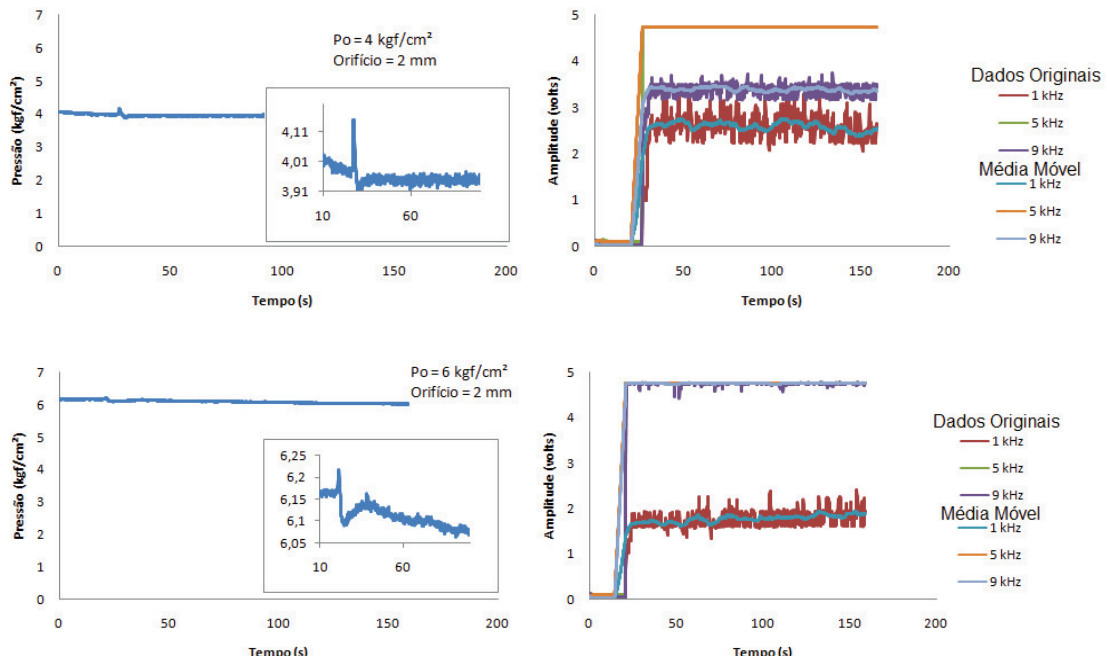 7
6
5
4
3
2
1
0
Pressão (kgf/cm²)
Po = 4 kgf/cm²
Orifício = 2 mm
4,11
4,01
3,91
10
60
0
50
100
150
200
Tempo (s)
5
4
3
2
1
0
Amplitude (volts)
0
50
100
150
200
Tempo (s)
Dados Originais
1 kHz
5 kHz
9 kHz
Média Móvel
1 kHz
5 kHz
9 kHz
7
6
5
4
3
2
1
0
Pressão (kgf/cm²)
Po = 6 kgf/cm²
Orifício = 2 mm
6,25
6,2
6,15
6,1
6,05
10
60
0
50
100
150
200
Tempo (s)
5
4
3
2
1
0
Amplitude (volts)
0
50
100
150
200
Tempo (s)
Dados Originais
1 kHz
5 kHz
9 kHz
Média Móvel
1 kHz
5 kHz
9 kHz